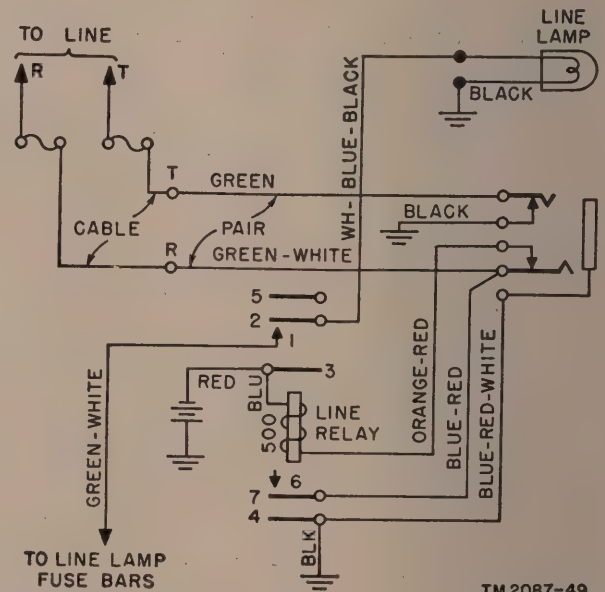 TO LINE
R
T
LINE
LAMP
BLACK
WH-BLUE-BLACK
T
GREEN
BLACK
CABLE
PAIR
R
GREEN-WHITE
5
2
1
3
RED
BLU
500
LINE
RELAY
ORANGE-RED
BLUE-RED
BLUE-RED-WHITE
GREEN-WHITE
6
7
4
BLK
TO LINE LAMP
FUSE BARS
TM 2087-49